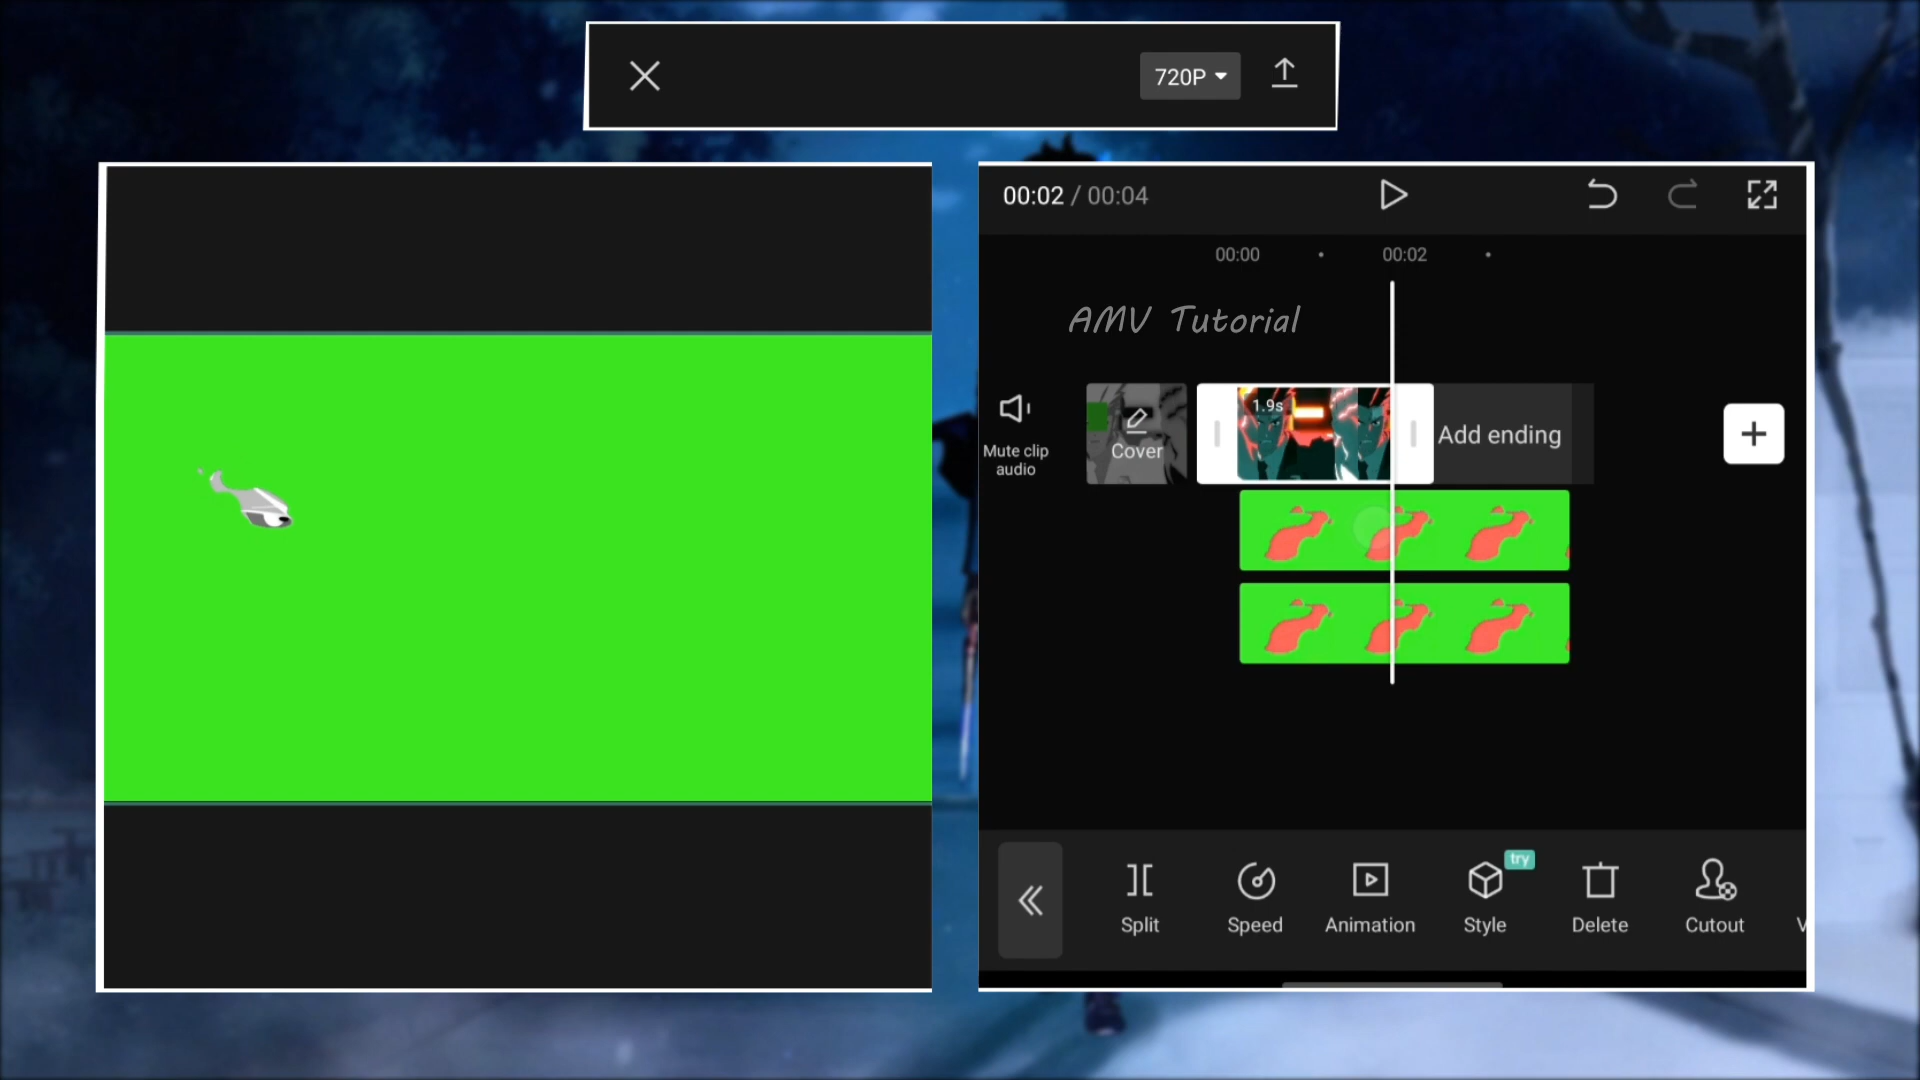 720P
00:02 / 00:04
00:00
00:02
AMV Tutorial
1.9s
Mute clip
audio
Cover
Add ending
try
Split
Speed
Animation
Style
Delete
Cutout
V